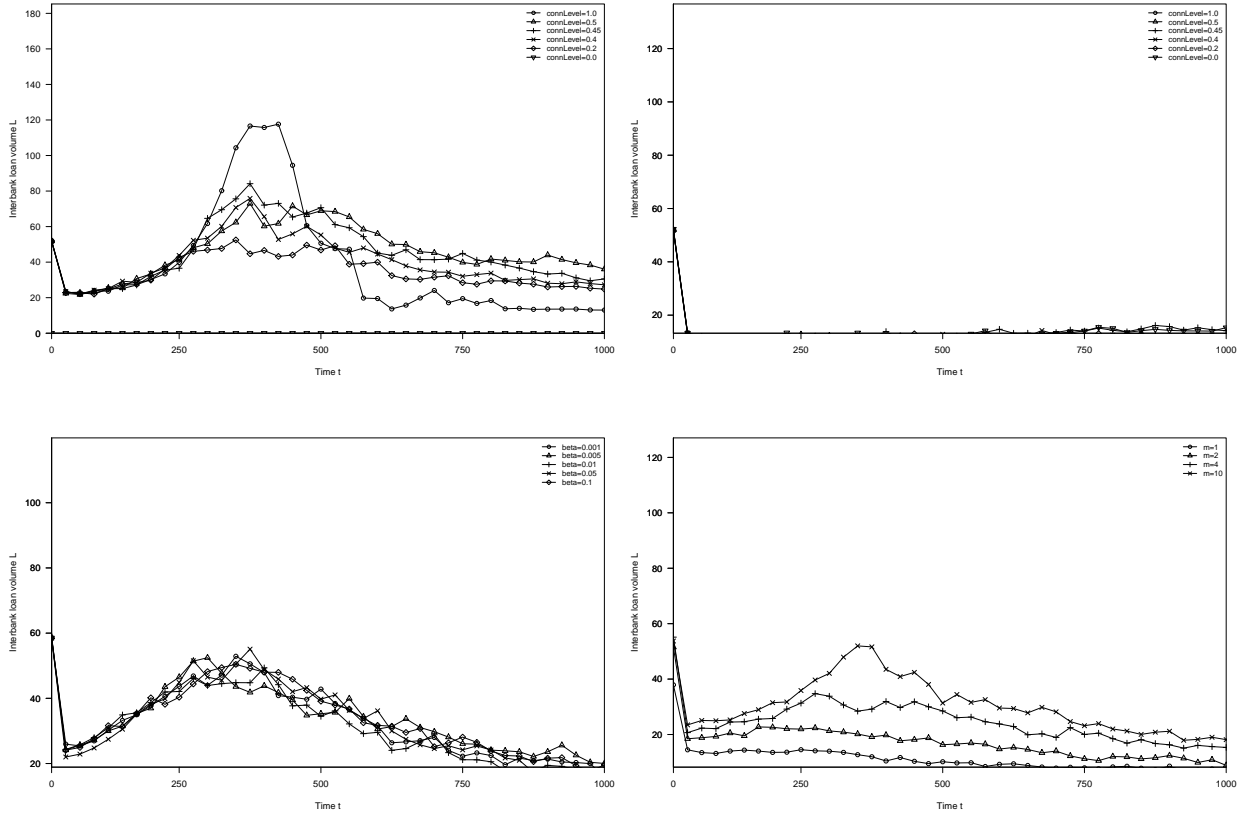 connLevel=1.0
connLevel=0.5
connLevel=0.45
connLevel=0.4
connLevel=0.2
connLevel=0.0
180
160
140
120
100
80
60
40
20
0
Interbank loan volume L
0 250 500 750 1000
Time t
connLevel=1.0
connLevel=0.5
connLevel=0.45
connLevel=0.4
connLevel=0.2
connLevel=0.0
120
100
80
60
40
20
Interbank loan volume L
0 250 500 750 1000
Time t
beta=0.001
beta=0.005
beta=0.01
beta=0.05
beta=0.1
100
80
60
40
20
Interbank loan volume L
0 250 500 750 1000
Time t
m=1
m=2
m=4
m=10
120
100
80
60
40
20
Interbank loan volume L
0 250 500 750 1000
Time t